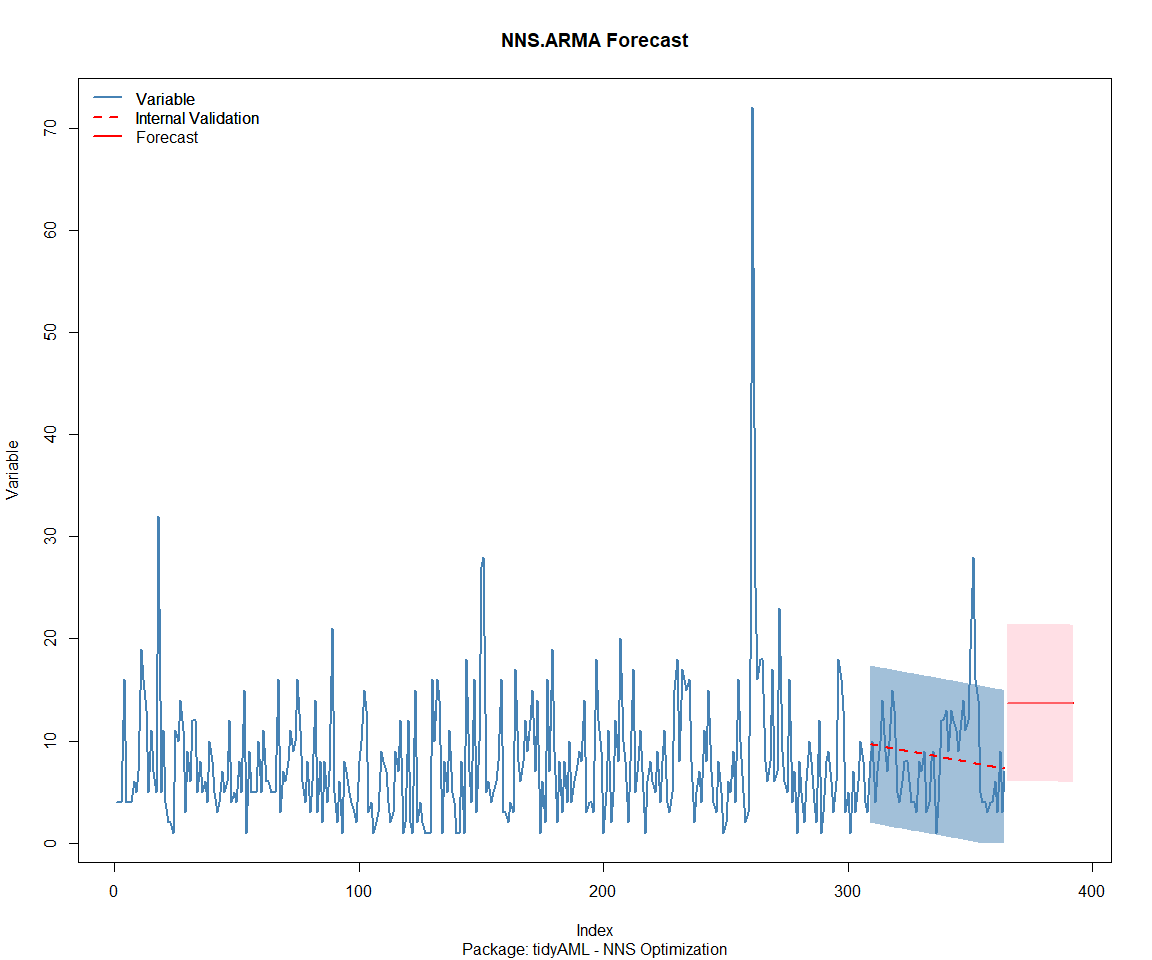 NNS.ARMA Forecast
Variable
Internal Validation
Forecast
Variable
70
60
50
40
30
20
10
0
0 100 200 300 400
Index
Package: tidyAML - NNS Optimization